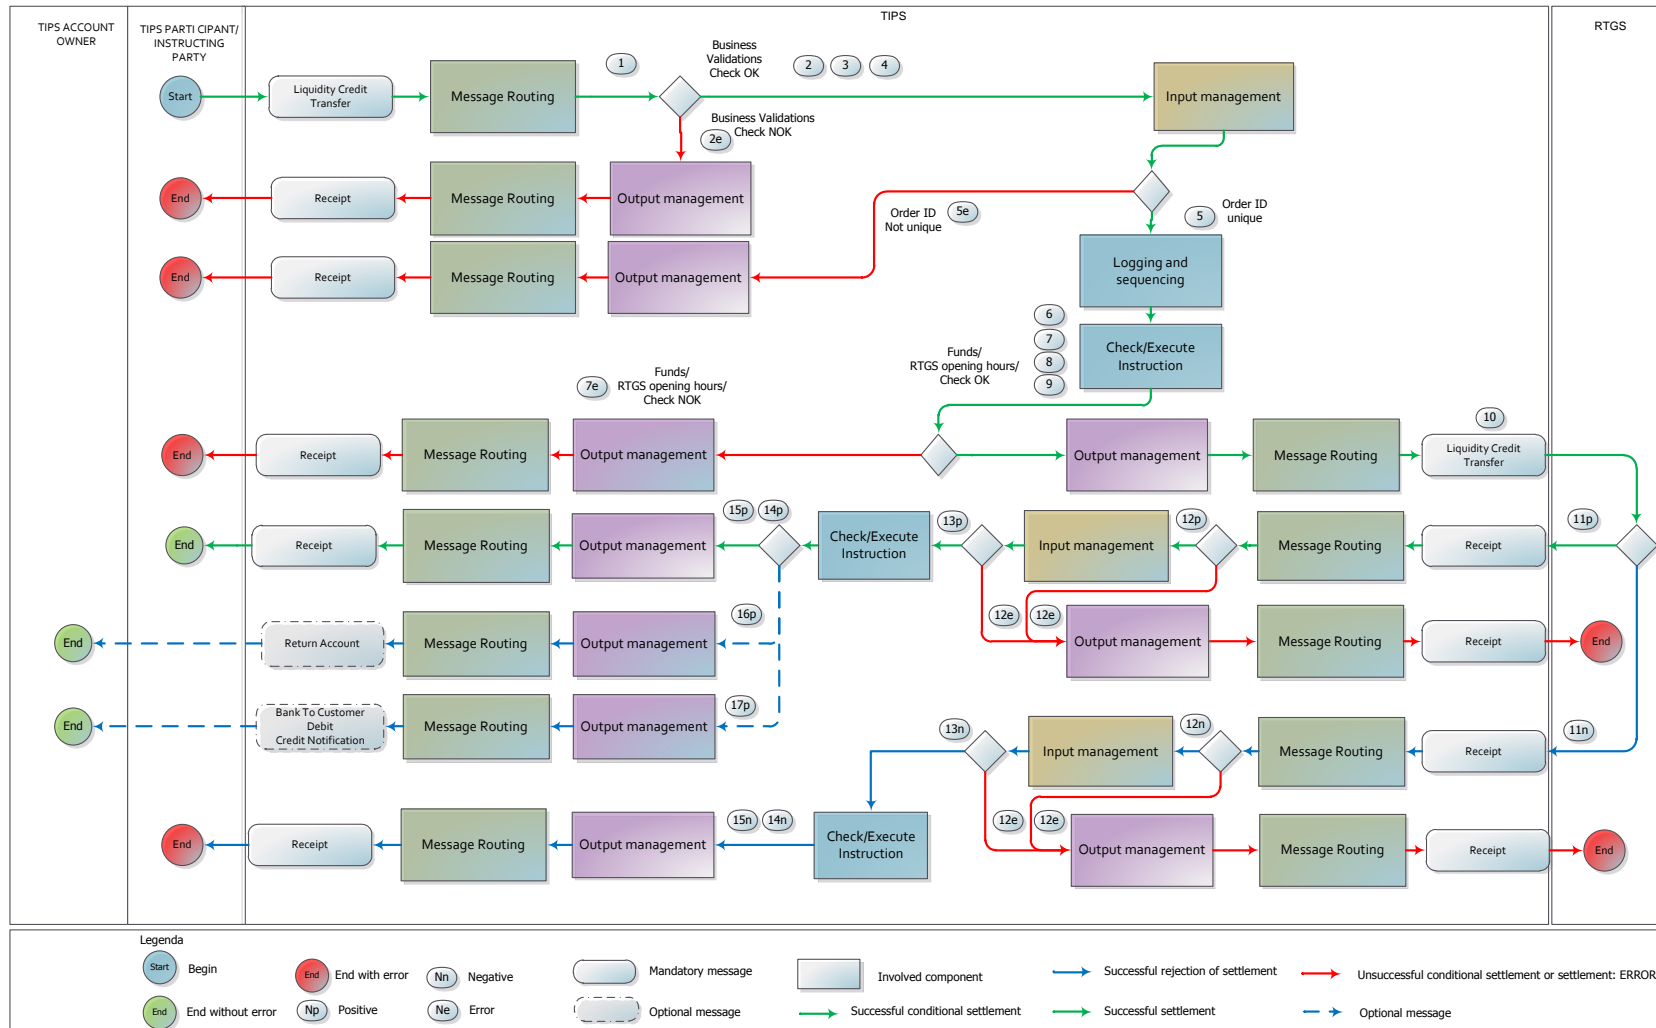 TIPS ACCOUNT
OWNER
TIPS PARTI CIPANT/
INSTRUCTING
PARTY
TIPS
RTGS
Start
Liquidity Credit
Transfer
Message Routing
1
Business
Validations
Check OK
2
3
4
Input management
Business Validations
Check NOK
2e
End
Receipt
Message Routing
Output management
Order ID
Not unique
5e
5
Order ID
unique
End
Receipt
Message Routing
Output management
Logging and
sequencing
6
7
8
9
Check/Execute
Instruction
Funds/
RTGS opening hours/
Check OK
7e
Funds/
RTGS opening hours/
Check NOK
End
Receipt
Message Routing
Output management
Output management
Message Routing
10
Liquidity Credit
Transfer
End
Receipt
Message Routing
Output management
15p
14p
Check/Execute
Instruction
13p
Input management
12p
Message Routing
Receipt
11p
End
Return Account
Message Routing
Output management
16p
12e
12e
Output management
Message Routing
Receipt
End
End
Bank To Customer
Debit
Credit Notification
Message Routing
Output management
17p
13n
Input management
12n
Message Routing
Receipt
11n
End
Receipt
Message Routing
Output management
15n
14n
Check/Execute
Instruction
12e
12e
Output management
Message Routing
Receipt
End
Legenda
Start
Begin
End
End with error
Nn
Negative
Mandatory message
Involved component
Successful rejection of settlement
Unsuccessful conditional settlement or settlement: ERROR
End
End without error
Np
Positive
Ne
Error
Optional message
Successful conditional settlement
Successful settlement
Optional message